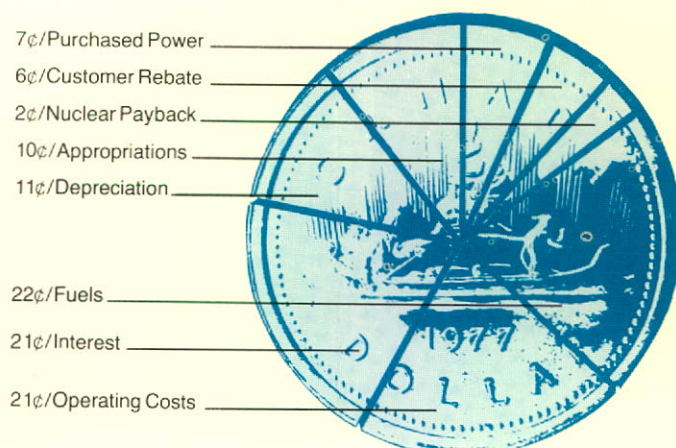 7¢/Purchased Power
6¢/Customer Rebate
2¢/Nuclear Payback
10¢/Appropriations
11¢/Depreciation
22¢/Fuels
21¢/Interest
21¢/Operating Costs
1977
DOLLA